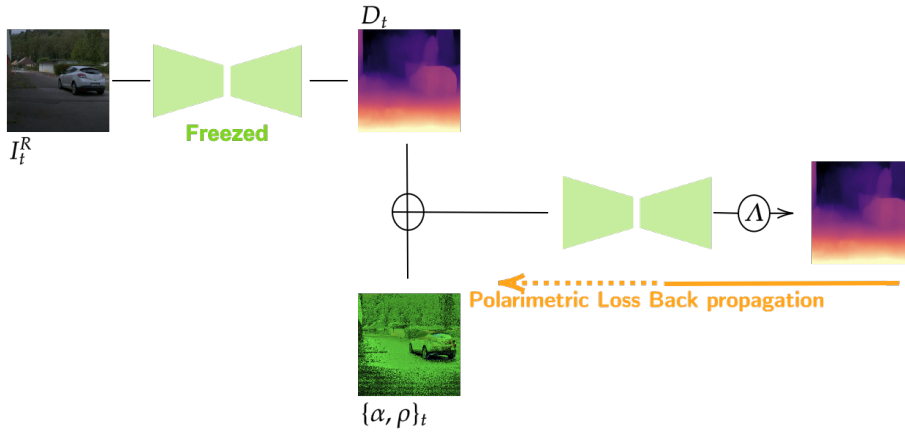 D_t
Freezed
I_t^R
Λ
Polarimetric Loss Back propagation
{α, ρ}_t